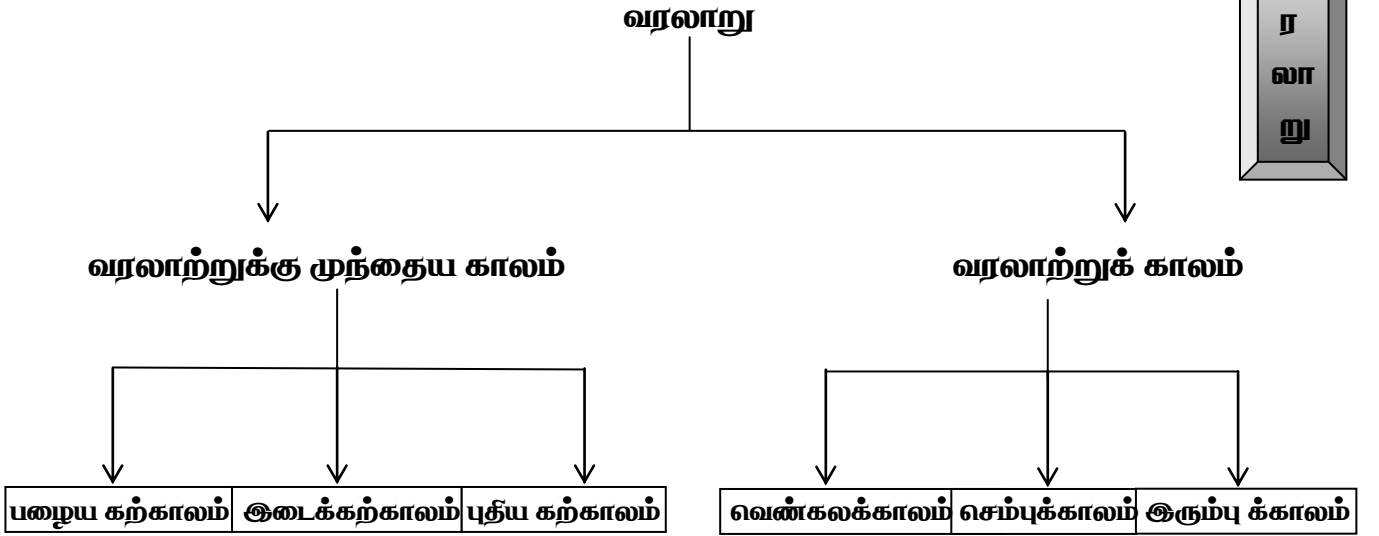 வரலாறு
ர
லா
று
வரலாற்றுக்கு முந்தைய காலம்
வரலாற்றுக் காலம்
பழைய கற்காலம்
இடைக்கற்காலம்
புதிய கற்காலம்
வெண்கலக்காலம்
செம்புக்காலம்
இரும்பு க்காலம்